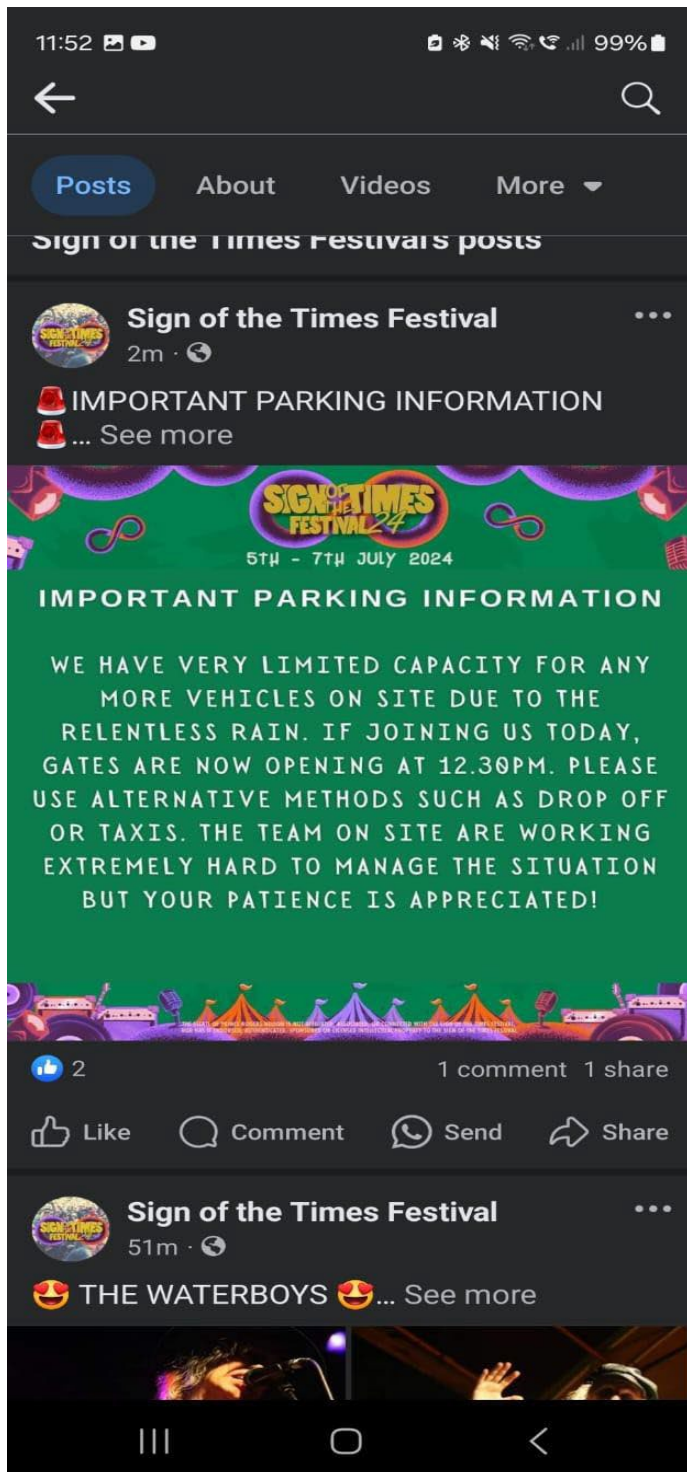 11:52 99%
Posts About Videos More
Sign of the Times Festival's posts
Sign of the Times Festival
2m
IMPORTANT PARKING INFORMATION
... See more
SIGN OF THE TIMES
FESTIVAL 24
5TH - 7TH JULY 2024
IMPORTANT PARKING INFORMATION
WE HAVE VERY LIMITED CAPACITY FOR ANY
MORE VEHICLES ON SITE DUE TO THE
RELENTLESS RAIN. IF JOINING US TODAY,
GATES ARE NOW OPENING AT 12.30PM. PLEASE
USE ALTERNATIVE METHODS SUCH AS DROP OFF
OR TAXIS. THE TEAM ON SITE ARE WORKING
EXTREMELY HARD TO MANAGE THE SITUATION
BUT YOUR PATIENCE IS APPRECIATED!
2 1 comment 1 share
Like Comment Send Share
Sign of the Times Festival
51m
THE WATERBOYS ... See more